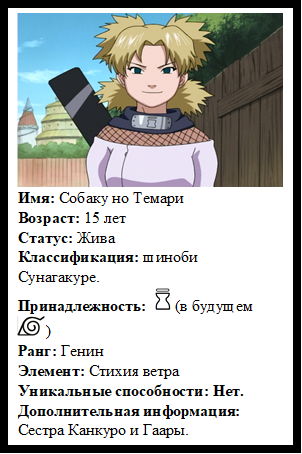 Имя: Собаку но Темари
Возраст: 15 лет
Статус: Жива
Классификация: шиноби
Сунагакуре.
Принадлежность: (в будущем
)
Ранг: Генин
Элемент: Стихия ветра
Уникальные способности: Нет.
Дополнительная информация:
Сестра Канкуро и Гаары.